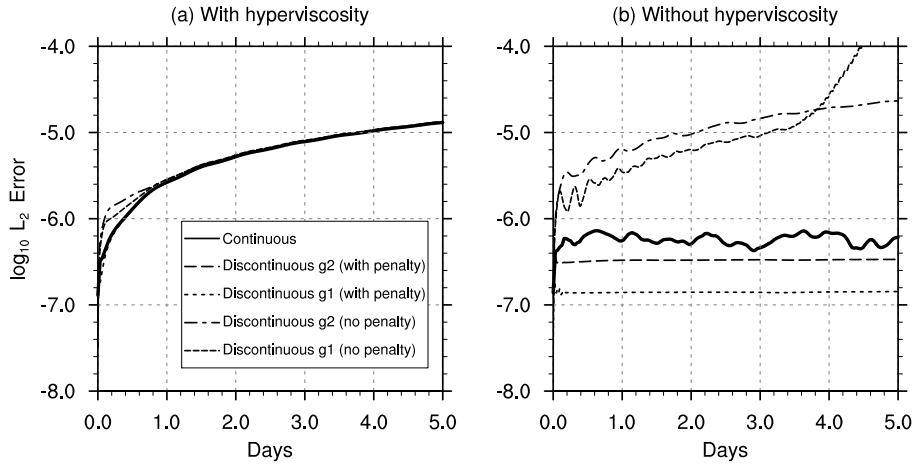 (a) With hyperviscosity
-4.0
-5.0
-6.0
-7.0
-8.0
log10 L2 Error
Continuous
Discontinuous g2 (with penalty)
Discontinuous g1 (with penalty)
Discontinuous g2 (no penalty)
Discontinuous g1 (no penalty)
0.0 1.0 2.0 3.0 4.0 5.0
Days
(b) Without hyperviscosity
-4.0
-5.0
-6.0
-7.0
-8.0
0.0 1.0 2.0 3.0 4.0 5.0
Days